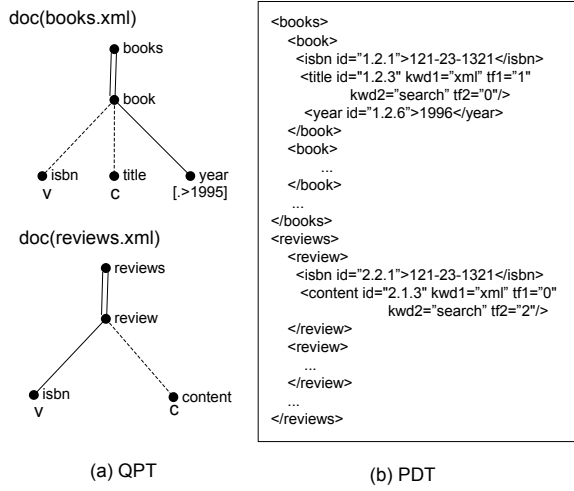 doc(books.xml)
books
book
isbn
title
year
v
c
[.>1995]
doc(reviews.xml)
reviews
review
isbn
content
v
c
(a) QPT
<books>
<book>
<isbn id="1.2.1">121-23-1321</isbn>
<title id="1.2.3" kwd1="xml" tf1="1"
kwd2="search" tf2="0"/>
<year id="1.2.6">1996</year>
</book>
<book>
...
</book>
...
</books>
<reviews>
<review>
<isbn id="2.2.1">121-23-1321</isbn>
<content id="2.1.3" kwd1="xml" tf1="0"
kwd2="search" tf2="2"/>
</review>
<review>
...
</review>
...
</reviews>
(b) PDT